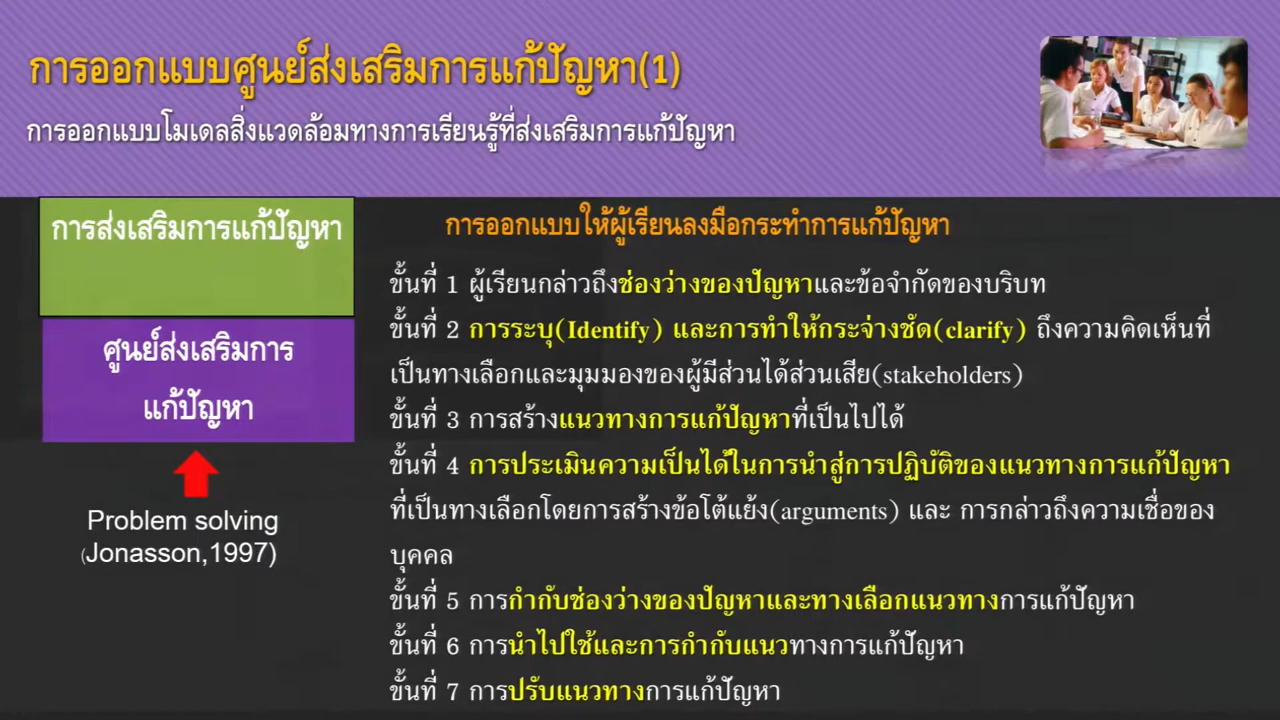 การออกแบบศูนย์ส่งเสริมการแก้ปัญหา(1)
การออกแบบโมเดลสิ่งแวดล้อมทางการเรียนรู้ที่ส่งเสริมการแก้ปัญหา
การส่งเสริมการแก้ปัญหา
ศูนย์ส่งเสริมการ
แก้ปัญหา
Problem solving
(Jonasson,1997)
การออกแบบให้ผู้เรียนลงมือกระทำการแก้ปัญหา
ขั้นที่ 1 ผู้เรียนกล่าวถึงช่องว่างของปัญหาและข้อจำกัดของบริบท
ขั้นที่ 2 การระบุ(Identify) และการทำให้กระจ่างชัด(clarify) ถึงความคิดเห็นที่
เป็นทางเลือกและมุมมองของผู้มีส่วนได้ส่วนเสีย(stakeholders)
ขั้นที่ 3 การสร้างแนวทางการแก้ปัญหาที่เป็นไปได้
ขั้นที่ 4 การประเมินความเป็นได้ในการนำสู่การปฏิบัติของแนวทางการแก้ปัญหา
ที่เป็นทางเลือกโดยการสร้างข้อโต้แย้ง(arguments) และ การกล่าวถึงความเชื่อของ
บุคคล
ขั้นที่ 5 การกำกับช่องว่างของปัญหาและทางเลือกแนวทางการแก้ปัญหา
ขั้นที่ 6 การนำไปใช้และการกำกับแนวทางการแก้ปัญหา
ขั้นที่ 7 การปรับแนวทางการแก้ปัญหา